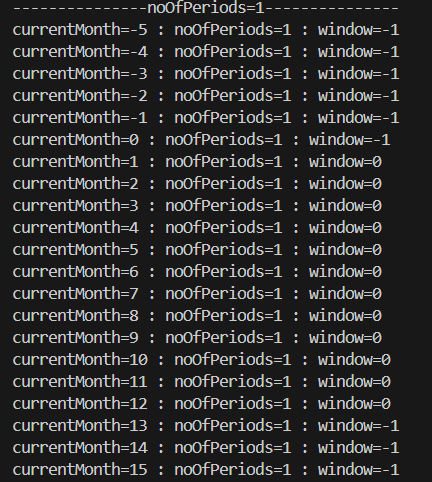 ---------------noOfPeriods=1---------------
currentMonth=-5 : noOfPeriods=1 : window=-1
currentMonth=-4 : noOfPeriods=1 : window=-1
currentMonth=-3 : noOfPeriods=1 : window=-1
currentMonth=-2 : noOfPeriods=1 : window=-1
currentMonth=-1 : noOfPeriods=1 : window=-1
currentMonth=0 : noOfPeriods=1 : window=-1
currentMonth=1 : noOfPeriods=1 : window=0
currentMonth=2 : noOfPeriods=1 : window=0
currentMonth=3 : noOfPeriods=1 : window=0
currentMonth=4 : noOfPeriods=1 : window=0
currentMonth=5 : noOfPeriods=1 : window=0
currentMonth=6 : noOfPeriods=1 : window=0
currentMonth=7 : noOfPeriods=1 : window=0
currentMonth=8 : noOfPeriods=1 : window=0
currentMonth=9 : noOfPeriods=1 : window=0
currentMonth=10 : noOfPeriods=1 : window=0
currentMonth=11 : noOfPeriods=1 : window=0
currentMonth=12 : noOfPeriods=1 : window=0
currentMonth=13 : noOfPeriods=1 : window=-1
currentMonth=14 : noOfPeriods=1 : window=-1
currentMonth=15 : noOfPeriods=1 : window=-1